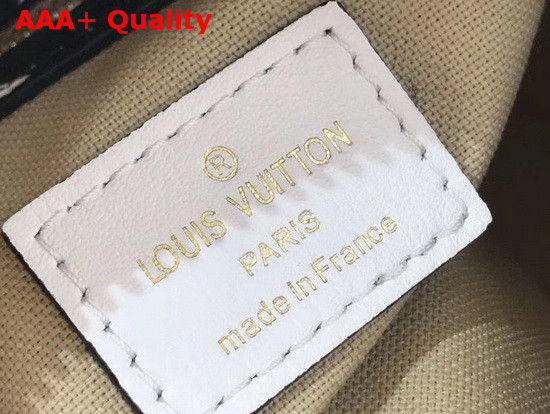 AAA+ Quality
®
LOUIS VUITTON
PARIS
made in France